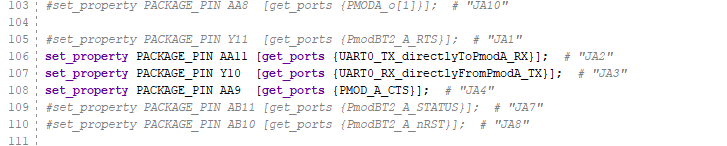 103 #set_property PACKAGE_PIN AA8 [get_ports {PMODA_o[1]}]; # "JA10"
104
105 #set_property PACKAGE_PIN Y11 [get_ports {PmodBT2_A_RTS}]; # "JA1"
106 set_property PACKAGE_PIN AA11 [get_ports {UART0_TX_directlyToPmodA_RX}]; # "JA2"
107 set_property PACKAGE_PIN Y10 [get_ports {UART0_RX_directlyFromPmodA_TX}]; # "JA3"
108 set_property PACKAGE_PIN AA9 [get_ports {PMOD_A_CTS}]; # "JA4"
109 #set_property PACKAGE_PIN AB11 [get_ports {PmodBT2_A_STATUS}]; # "JA7"
110 #set_property PACKAGE_PIN AB10 [get_ports {PmodBT2_A_nRST}]; # "JA8"
111